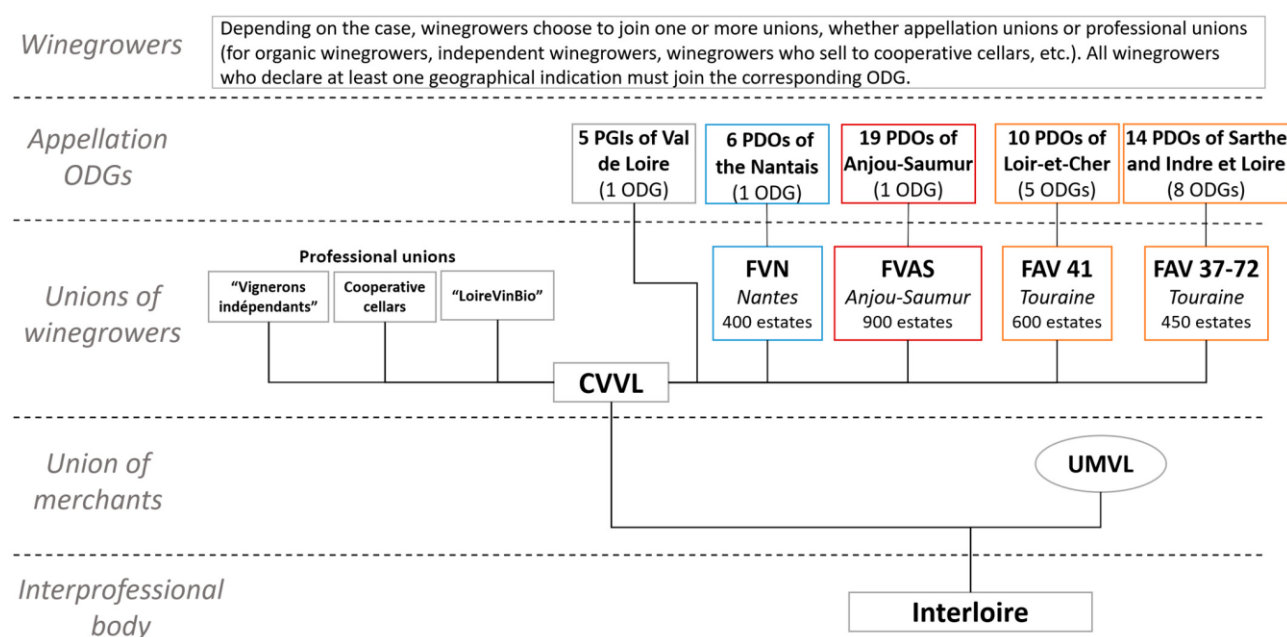 Winegrowers
Depending on the case, winegrowers choose to join one or more unions, whether appellation unions or professional unions
(for organic winegrowers, independent winegrowers, winegrowers who sell to cooperative cellars, etc.). All winegrowers
who declare at least one geographical indication must join the corresponding ODG.
Appellation
ODGs
5 PGIs of Val
de Loire
(1 ODG)
6 PDOs of
the Nantais
(1 ODG)
19 PDOs of
Anjou-Saumur
(1 ODG)
10 PDOs of
Loir-et-Cher
(5 ODGs)
14 PDOs of Sarthe
and Indre et Loire
(8 ODGs)
Unions of
winegrowers
Professional unions
"Vignerons
indépendants"
Cooperative
cellars
"LoireVinBio"
FVN
Nantes
400 estates
FVAS
Anjou-Saumur
900 estates
FAV 41
Touraine
600 estates
FAV 37-72
Touraine
450 estates
CVVL
Union of
merchants
UMVL
Interprofessional
body
Interloire